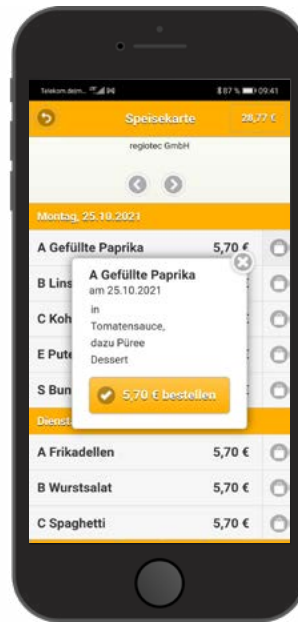 Telekom.de|m...
87 % 09:41
Speisekarte 28,77 €
regiotec GmbH
Montag, 25.10.2021
A Gefüllte Paprika 5,70 €
A Gefüllte Paprika
am 25.10.2021
in
Tomatensauce,
dazu Püree
Dessert
5,70 € bestellen
B Lins
C Koh
E Pute
S Bun
Dienst
A Frikadellen 5,70 €
B Wurstsalat 5,70 €
C Spaghetti 5,70 €